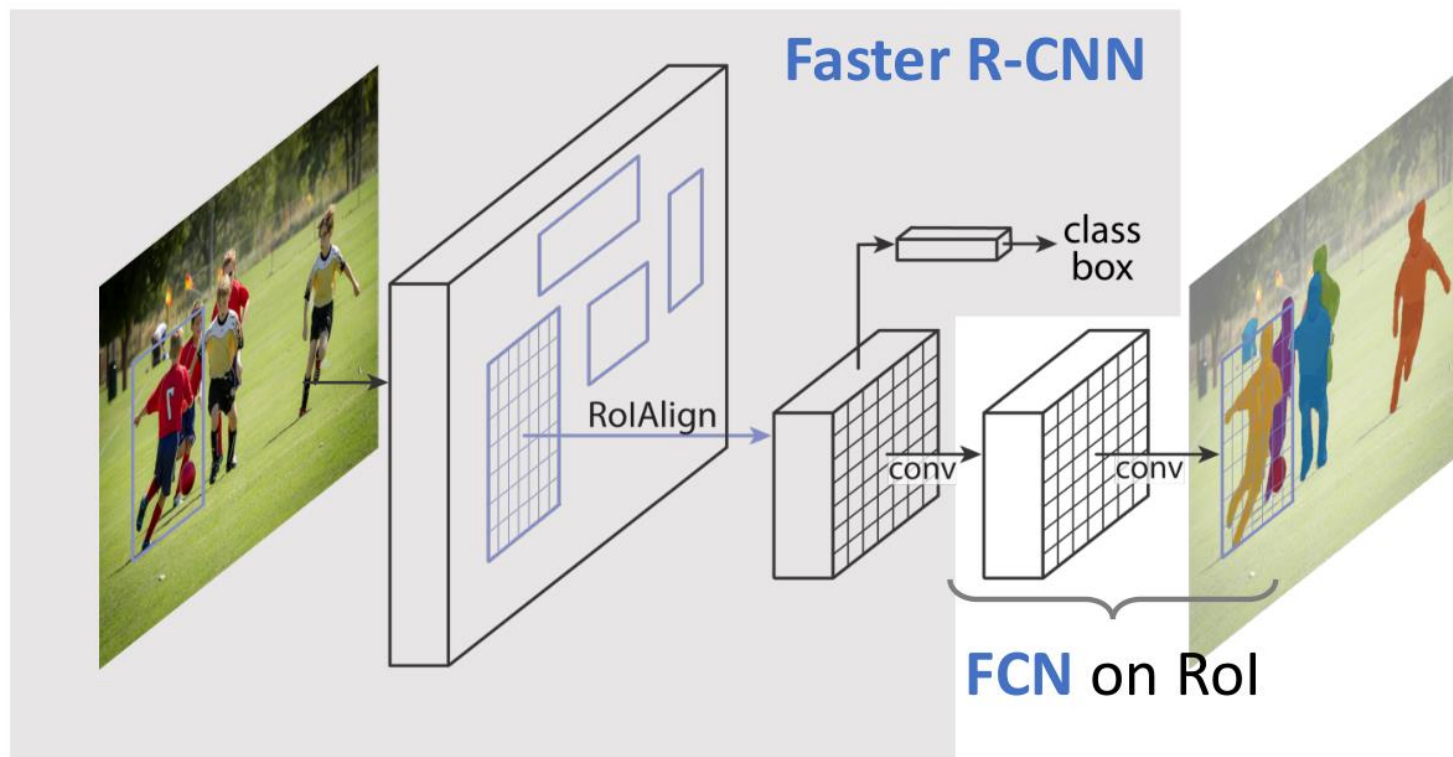 Faster R-CNN
class
box
RoIAlign
conv
conv
FCN on RoI